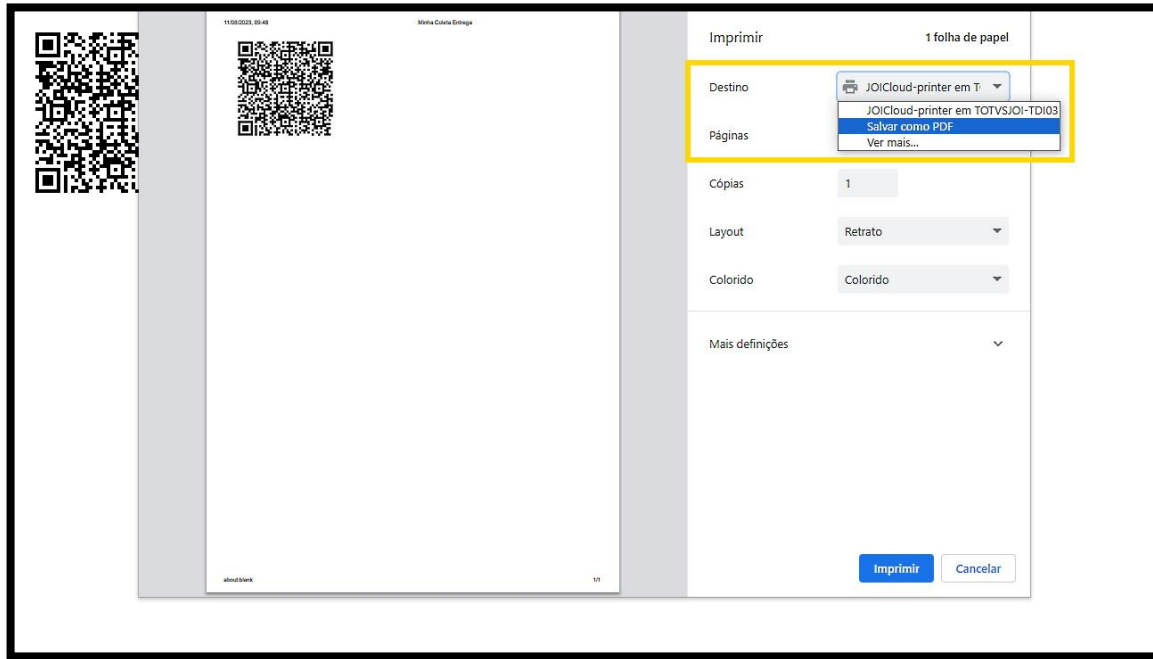 11/08/2023, 09:48 Minha Coleta Entrega
Imprimir 1 folha de papel
Destino JOICloud-printer em T
JOICloud-printer em TOTVSJOI-TDI03
Salvar como PDF
Páginas
Ver mais...
Cópias 1
Layout Retrato
Colorido Colorido
Mais definições
Imprimir Cancelar
about:blank 1/1